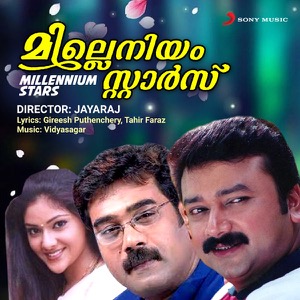 SONY MUSIC
മില്ലെനിയം
സ്റ്റാർസ്
MILLENNIUM
STARS
DIRECTOR: JAYARAJ
Lyrics: Gireesh Puthenchery, Tahir Faraz
Music: Vidyasagar